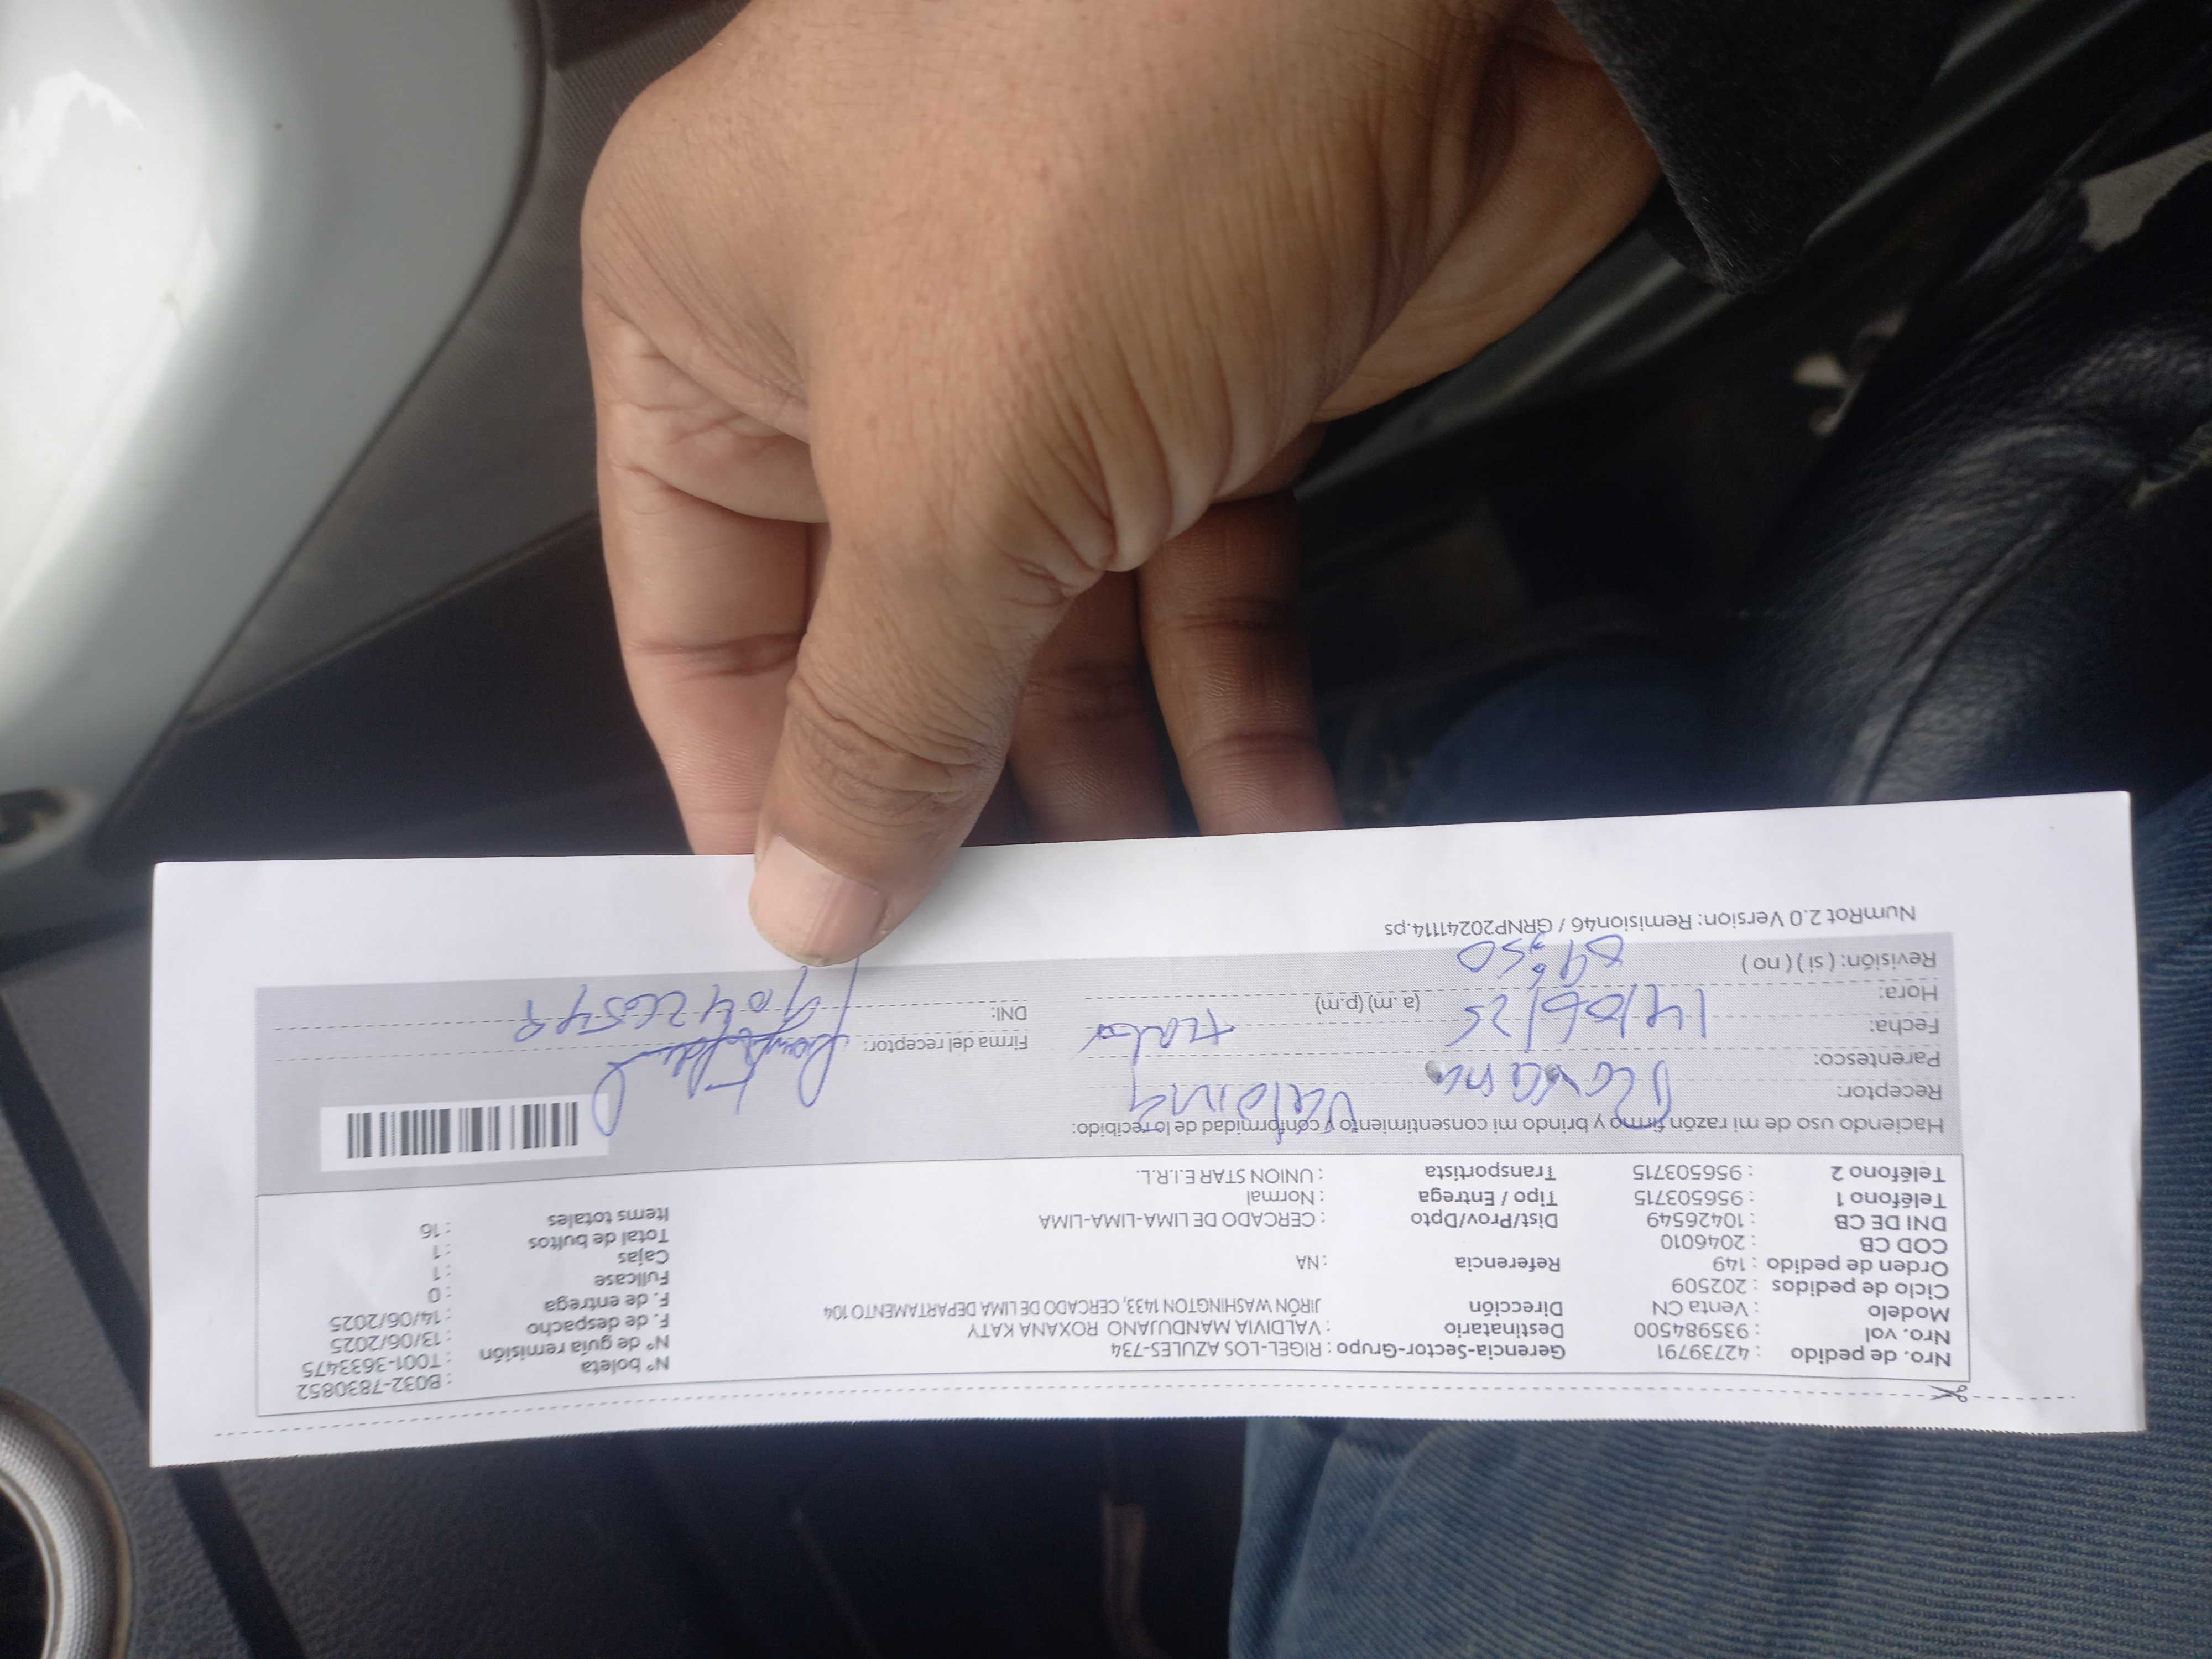 Nro. de pedido : 42739791 Gerencia-Sector-Grupo : RIGEL-LOS AZULES-734 N° boleta : B032-7830852
Nro. vol : 935984500 Destinatario : VALDIVIA MANDUJANO ROXANA KATY N° de guía remisión : T001-3633475
Modelo : Venta CN Dirección JIRÓN WASHINGTON 1433, CERCADO DE LIMA DEPARTAMENTO 104 F. de despacho : 13/06/2025
Ciclo de pedidos : 202509 F. de entrega : 14/06/2025
Orden de pedido : 149 Referencia : NA Fullcase : 0
COD CB : 2046010 Cajas : 1
DNI DE CB : 10426549 Dist/Prov/Dpto : CERCADO DE LIMA-LIMA-LIMA Total de bultos : 1
Teléfono 1 : 956503715 Tipo / Entrega : Normal Items totales : 16
Teléfono 2 : 956503715 Transportista : UNION STAR E.I.R.L.
Haciendo uso de mi razón firmo y brindo mi consentimiento y conformidad de lo recibido:
Receptor: Roxana Valdivia
Parentesco:
Fecha: 14/06/25 Firma del receptor:
Hora: (a. m) (p.m) DNI:
Revisión: ( si ) ( no )
NumRot 2.0 Version: Remision46 / GRNP20241114.ps